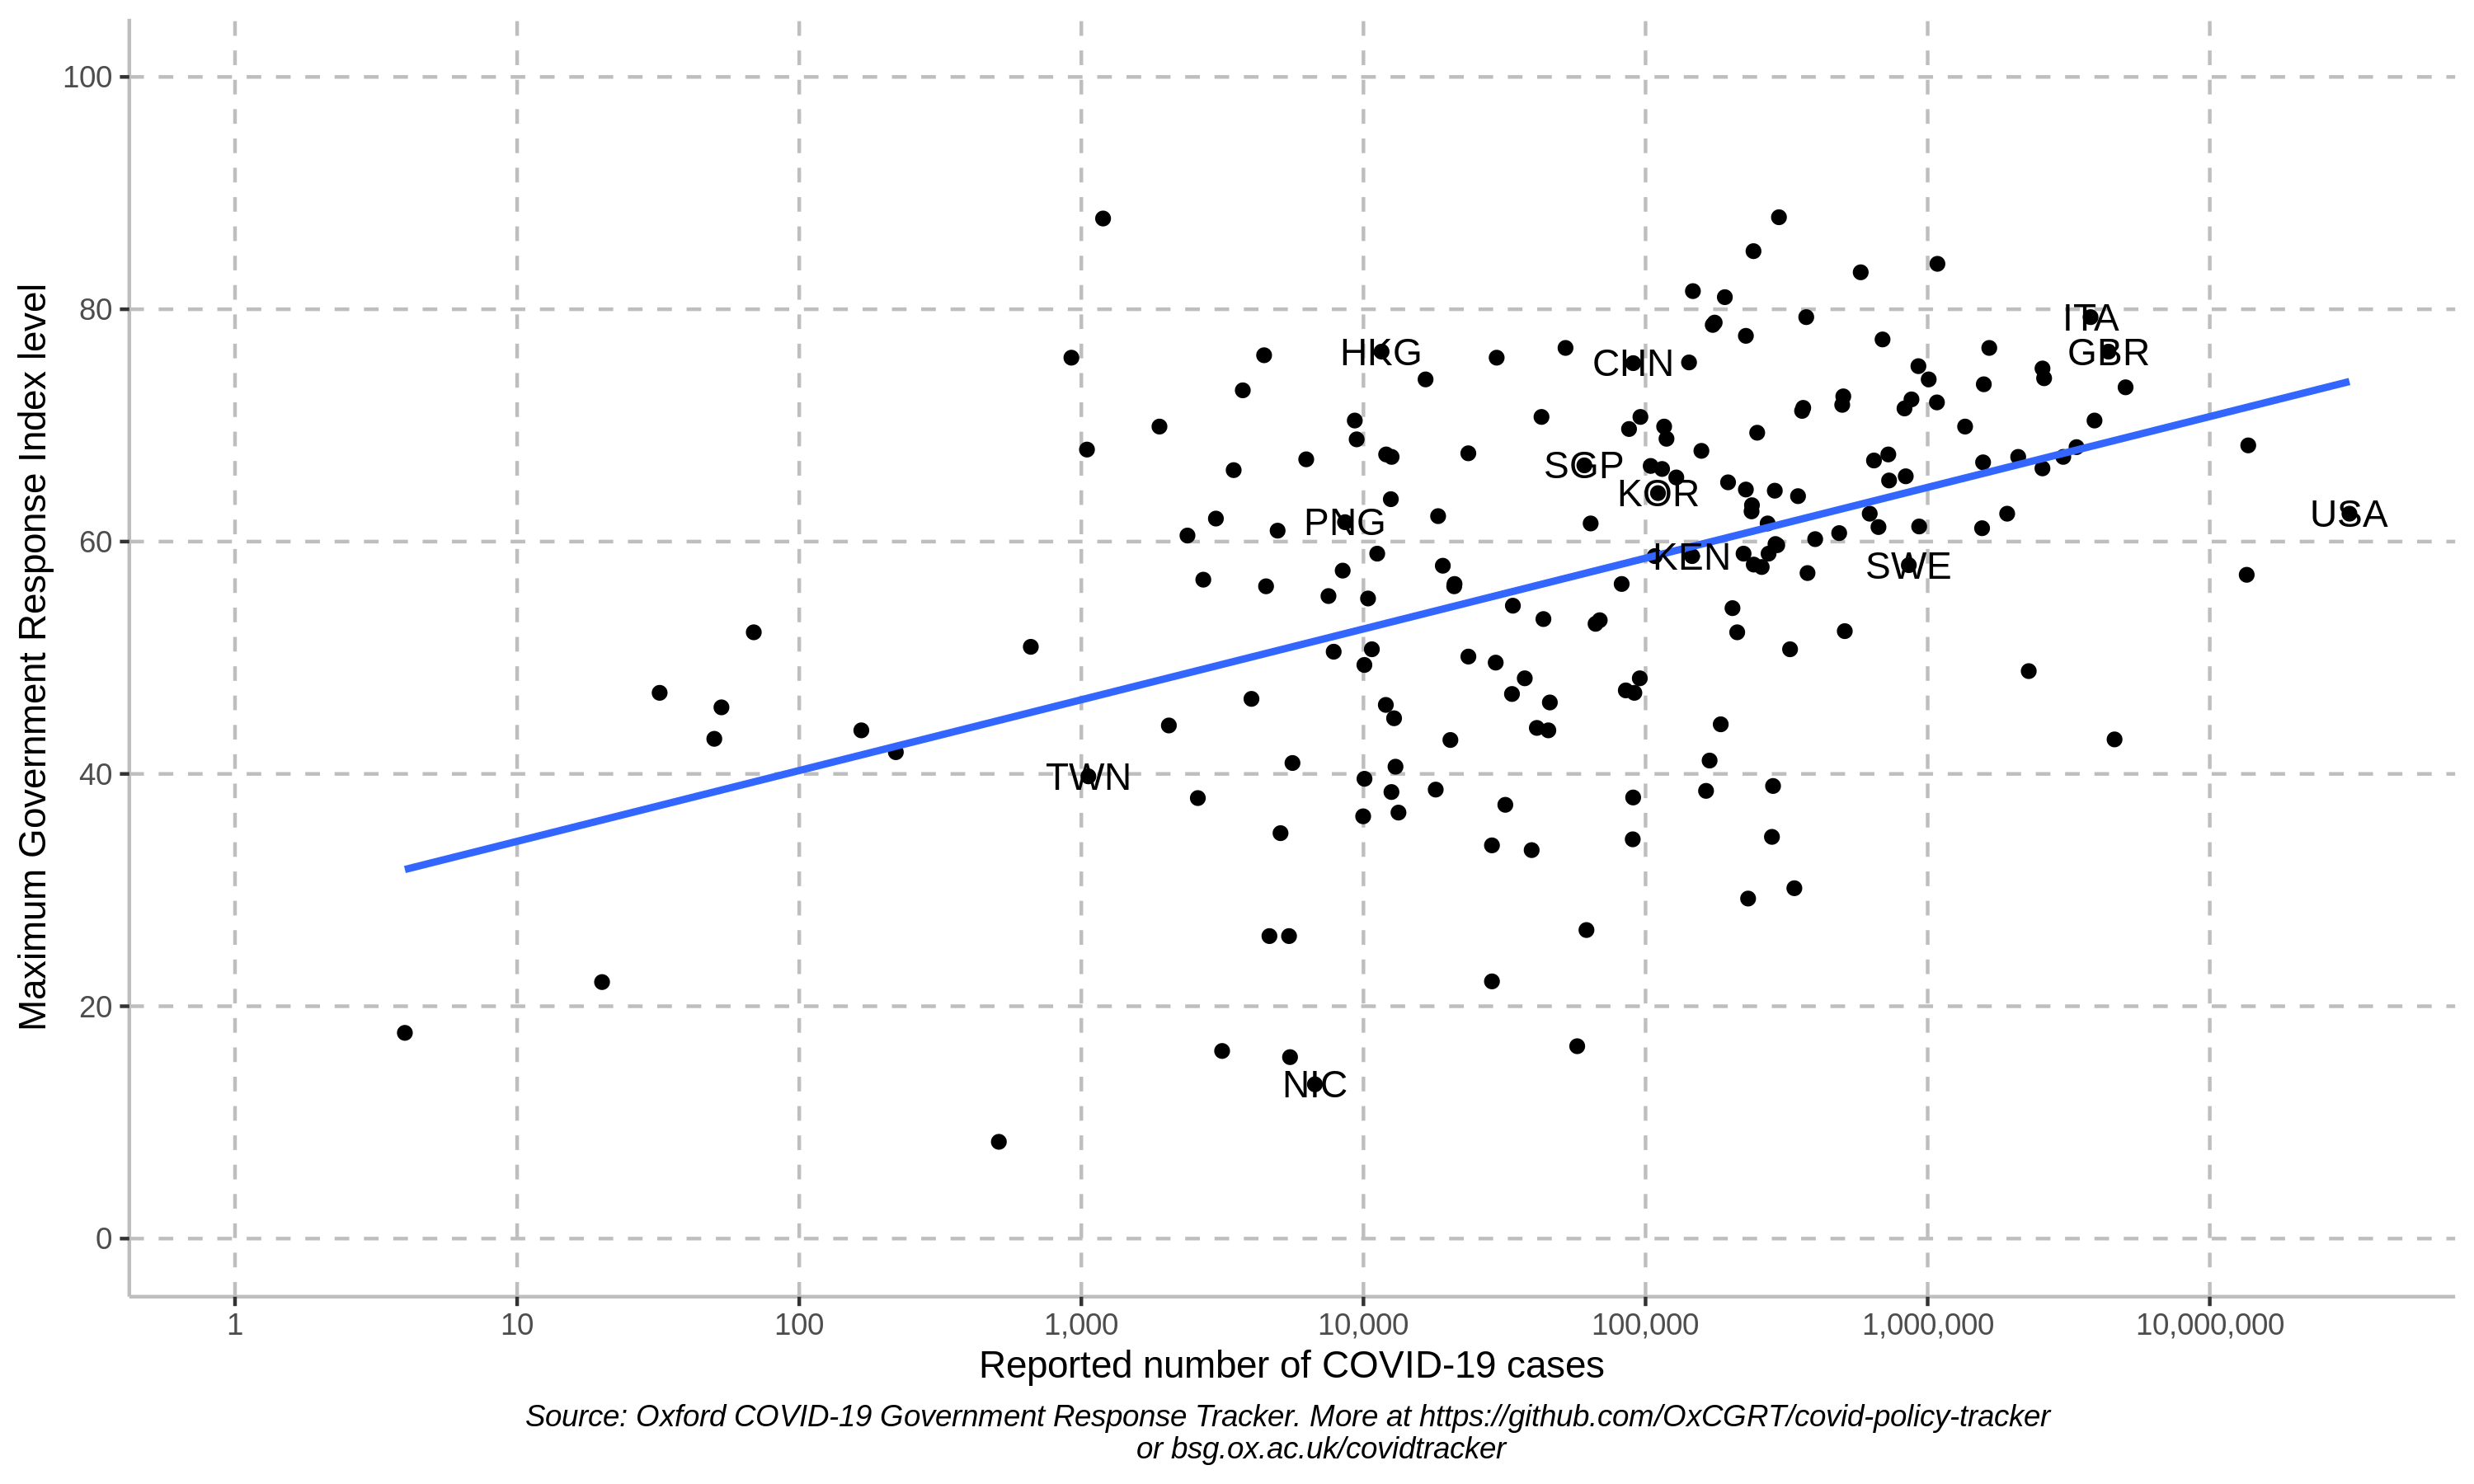 Maximum Government Response Index level
100
80
60
40
20
0
ITA
GBR
HKG
CHN
SGP
KOR
USA
PNG
KEN
SWE
TWN
NIC
1
10
100
1,000
10,000
100,000
1,000,000
10,000,000
Reported number of COVID-19 cases
Source: Oxford COVID-19 Government Response Tracker. More at https://github.com/OxCGRT/covid-policy-tracker
or bsg.ox.ac.uk/covidtracker